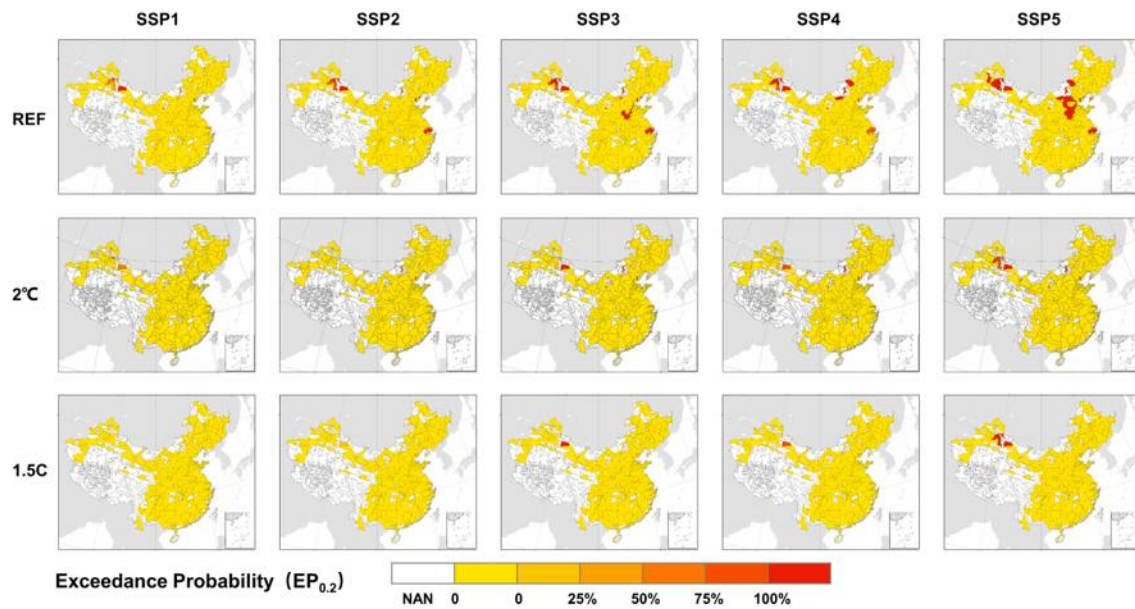 SSP1 SSP2 SSP3 SSP4 SSP5
REF
2℃
1.5C
Exceedance Probability (EP0.2)
NAN 0 0 25% 50% 75% 100%